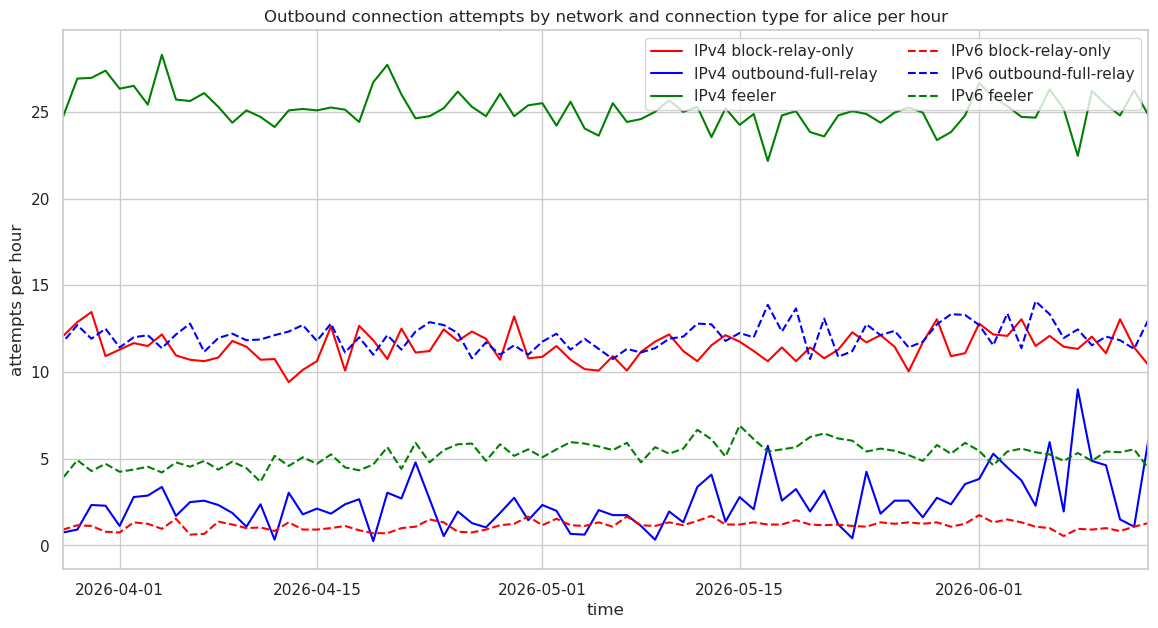 Outbound connection attempts by network and connection type for alice per hour
IPv4 block-relay-only
IPv4 outbound-full-relay
IPv4 feeler
IPv6 block-relay-only
IPv6 outbound-full-relay
IPv6 feeler
attempts per hour
25
20
15
10
5
0
2026-04-01
2026-04-15
2026-05-01
2026-05-15
2026-06-01
time